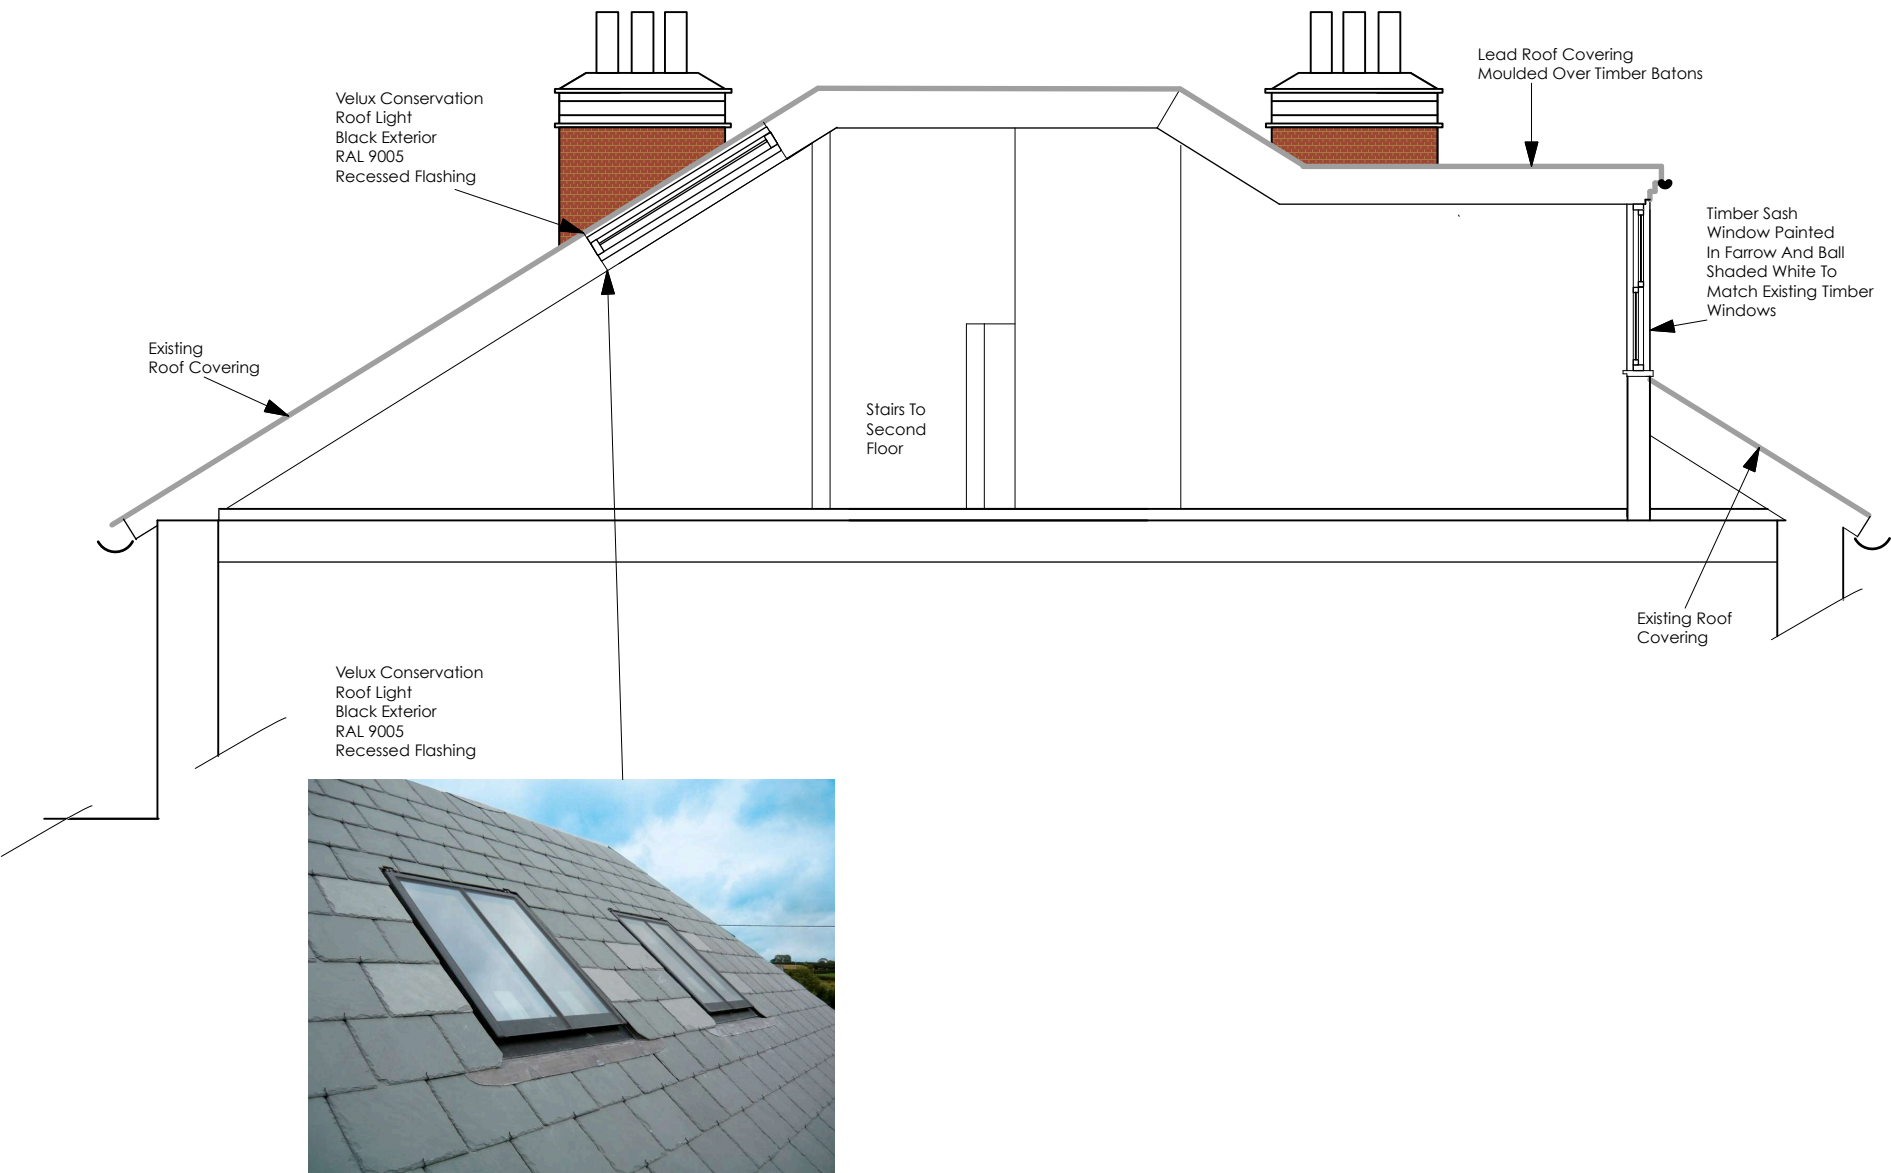 Lead Roof Covering
Moulded Over Timber Batons
Velux Conservation
Roof Light
Black Exterior
RAL 9005
Recessed Flashing
Timber Sash
Window Painted
In Farrow And Ball
Shaded White To
Match Existing Timber
Windows
Existing
Roof Covering
Stairs To
Second
Floor
Existing Roof
Covering
Velux Conservation
Roof Light
Black Exterior
RAL 9005
Recessed Flashing